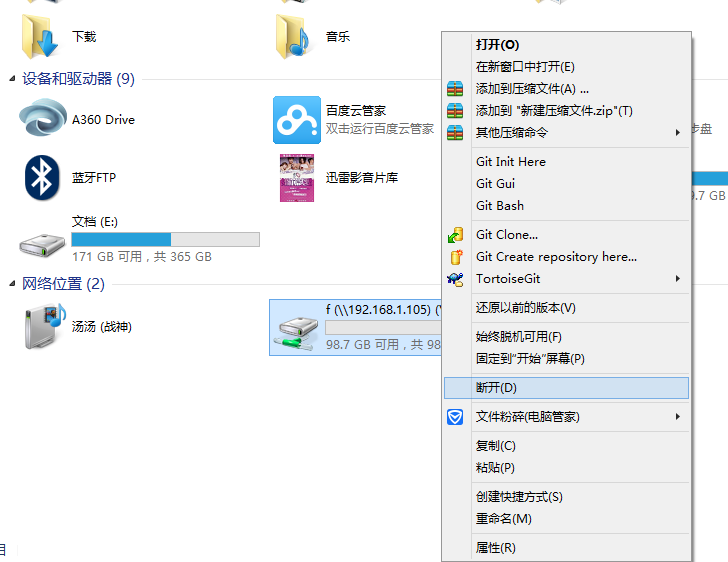 下载
音乐
设备和驱动器 (9)
A360 Drive
百度云管家
双击运行百度云管家
步盘
蓝牙FTP
迅雷影音片库
9.7 GB
文档 (E:)
171 GB 可用，共 365 GB
网络位置 (2)
汤汤 (战神)
f (\\192.168.1.105) (
98.7 GB 可用，共 98
打开(O)
在新窗口中打开(E)
添加到压缩文件(A) ...
添加到 "新建压缩文件.zip"(T)
其他压缩命令
Git Init Here
Git Gui
Git Bash
Git Clone...
Git Create repository here...
TortoiseGit
还原以前的版本(V)
始终脱机可用(F)
固定到"开始"屏幕(P)
断开(D)
文件粉碎(电脑管家)
复制(C)
粘贴(P)
创建快捷方式(S)
重命名(M)
属性(R)